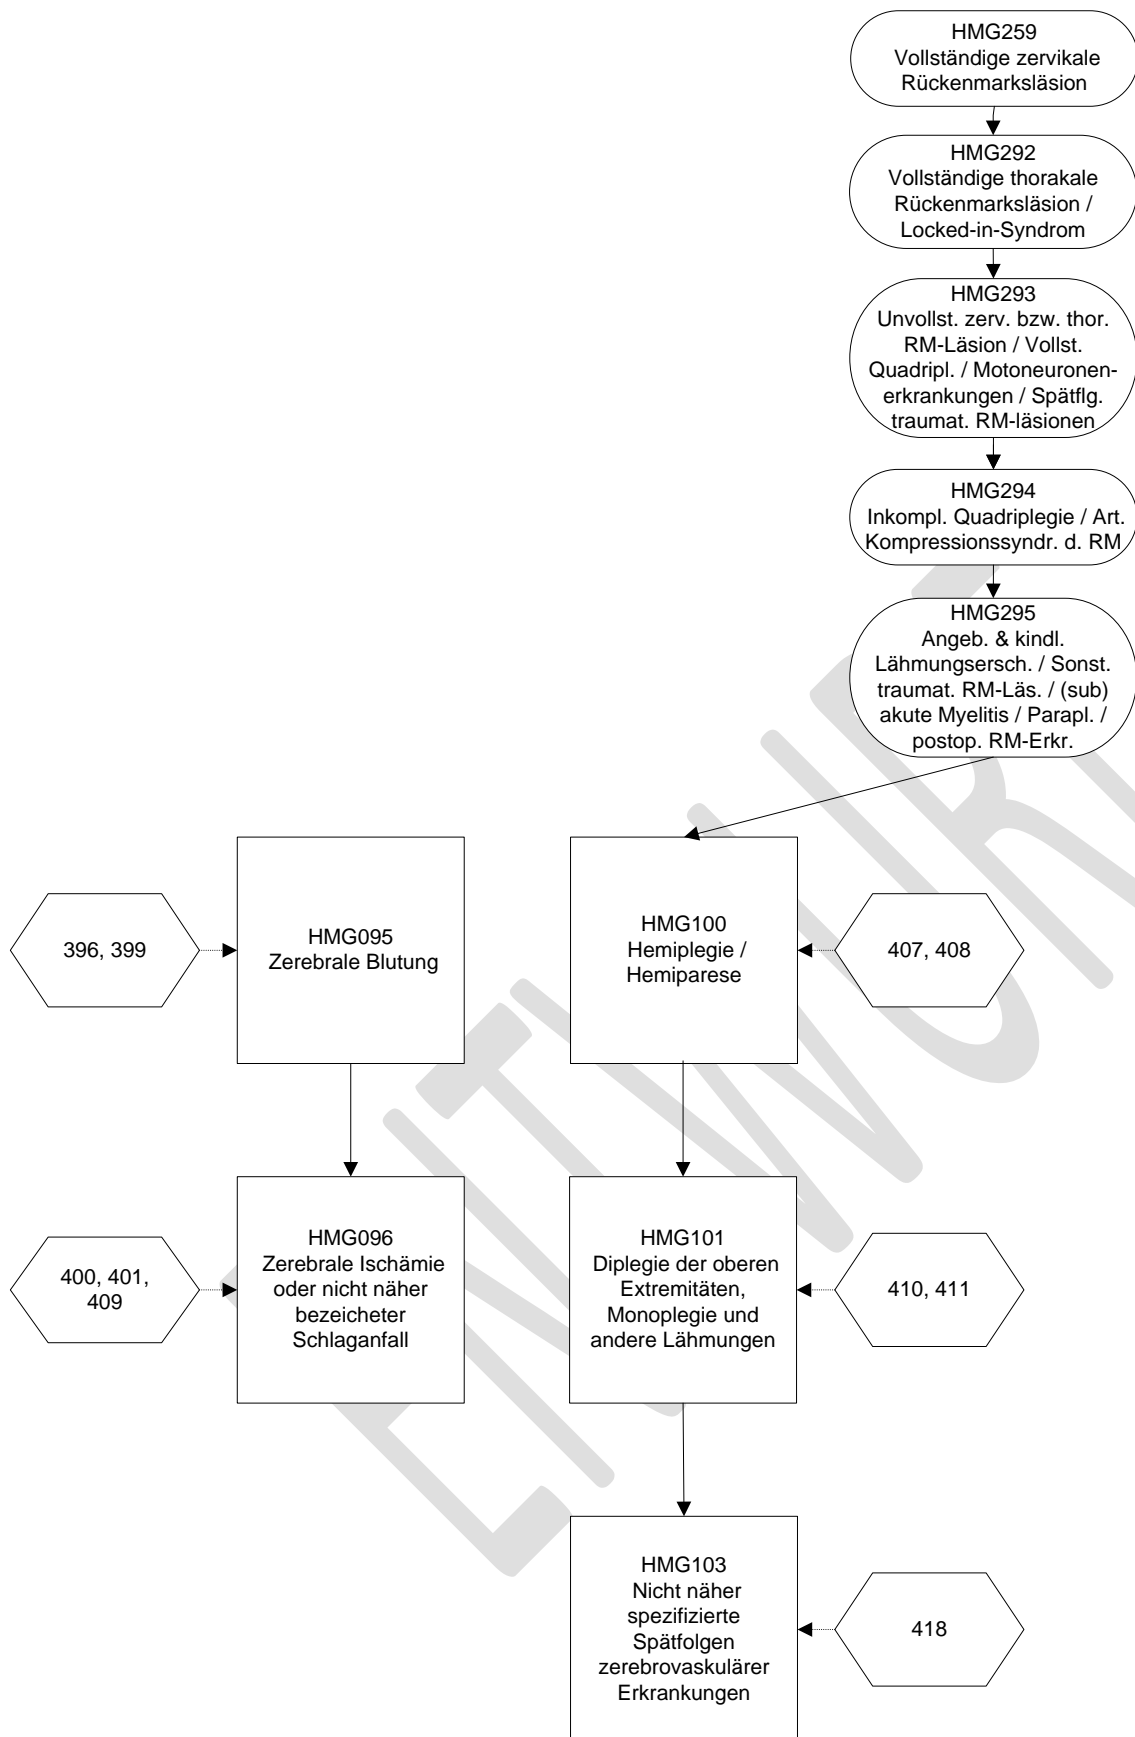 HMG259
Vollständige zervikale
Rückenmarksläsion
HMG292
Vollständige thorakale
Rückenmarksläsion /
Locked-in-Syndrom
HMG293
Unvollst. zerv. bzw. thor.
RM-Läsion / Vollst.
Quadripl. / Motoneuronen-
erkrankungen / Spätflg.
traumat. RM-läsionen
HMG294
Inkompl. Quadriplegie / Art.
Kompressionssyndr. d. RM
HMG295
Angeb. & kindl.
Lähmungsersch. / Sonst.
traumat. RM-Läs. / (sub)
akute Myelitis / Parapl. /
postop. RM-Erkr.
396, 399
HMG095
Zerebrale Blutung
HMG100
Hemiplegie /
Hemiparese
407, 408
400, 401,
409
HMG096
Zerebrale Ischämie
oder nicht näher
bezeicheter
Schlaganfall
HMG101
Diplegie der oberen
Extremitäten,
Monoplegie und
andere Lähmungen
410, 411
HMG103
Nicht näher
spezifizierte
Spätfolgen
zerebrovaskulärer
Erkrankungen
418
ENTWURF